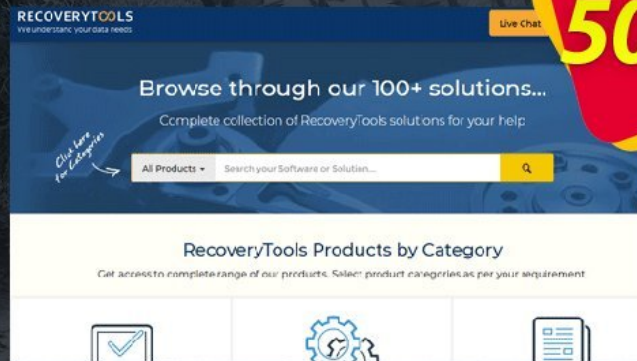 RECOVERYTOOLS
We understand your data needs
Live Chat
50
Browse through our 100+ solutions...
Complete collection of RecoveryTools solutions for your help
Click here
for Categories
All Products
Search your Software or Solution...
RecoveryTools Products by Category
Get access to complete range of our products. Select product categories as per your requirement